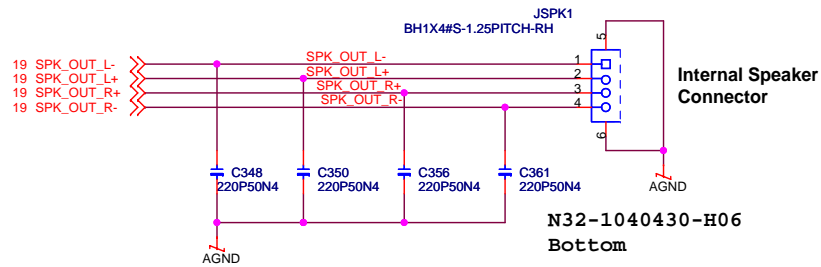 JSPK1
BH1X4#S-1.25PITCH-RH
5
19 SPK_OUT_L-
SPK_OUT_L-
1
19 SPK_OUT_L+
SPK_OUT_L+
2
19 SPK_OUT_R+
SPK_OUT_R+
3
19 SPK_OUT_R-
SPK_OUT_R-
4
Internal Speaker
Connector
6
C348
220P50N4
C350
220P50N4
C356
220P50N4
C361
220P50N4
AGND
N32-1040430-H06
Bottom
AGND